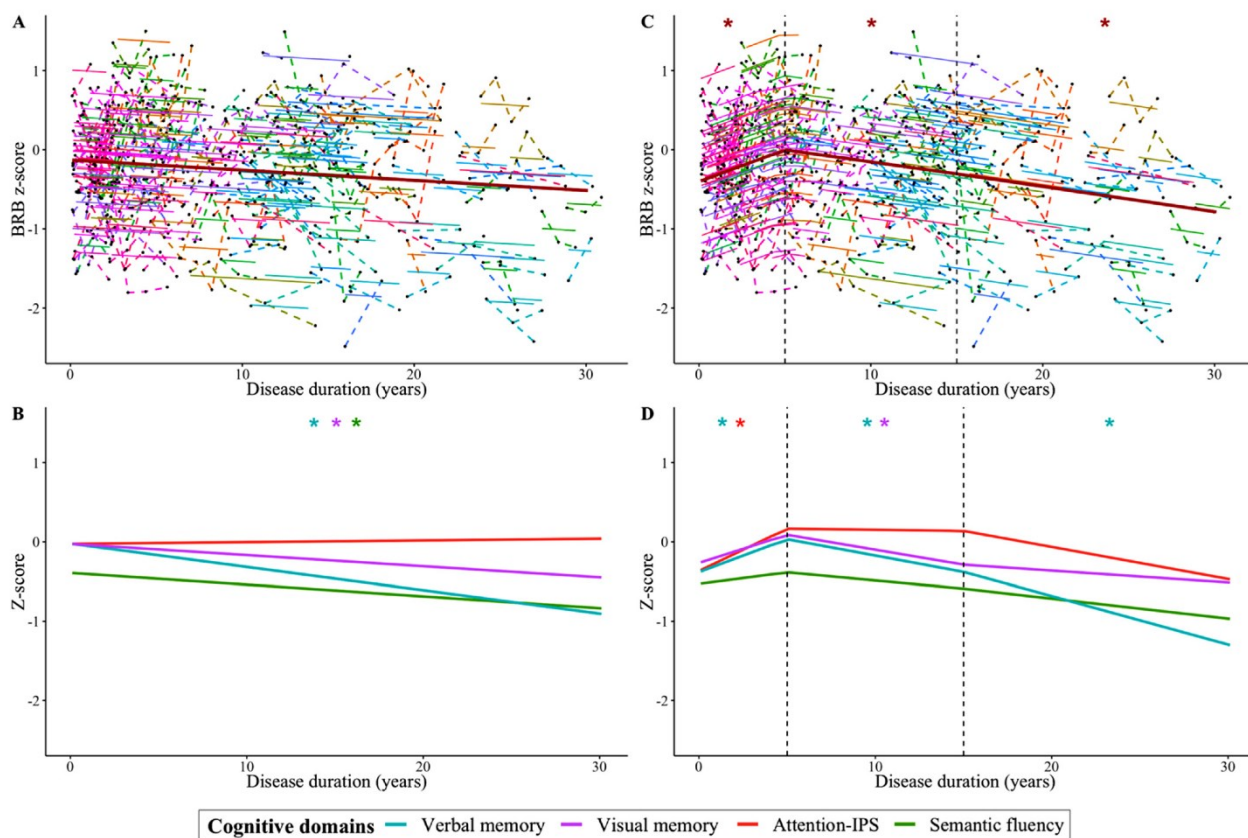 A
BRB z-score
1
0
-1
-2
0 10 20 30
Disease duration (years)
*
C
* * *
BRB z-score
1
0
-1
-2
0 10 20 30
Disease duration (years)
B
* * *
Z-score
1
0
-1
-2
0 10 20 30
Disease duration (years)
D
* * * * *
Z-score
1
0
-1
-2
0 10 20 30
Disease duration (years)
Cognitive domains Verbal memory Visual memory Attention-IPS Semantic fluency